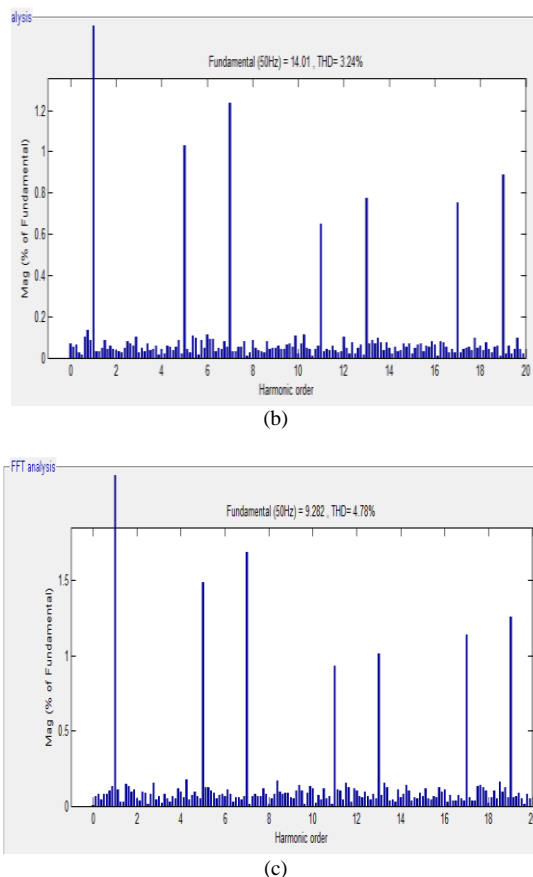 alysis
Fundamental (50Hz) = 14.01 , THD= 3.24%
1.2
1
0.8
0.6
0.4
0.2
0
Mag (% of Fundamental)
0 2 4 6 8 10 12 14 16 18 20
Harmonic order
(b)
FFT analysis
Fundamental (50Hz) = 9.282 , THD= 4.78%
1.5
1
0.5
0
Mag (% of Fundamental)
0 2 4 6 8 10 12 14 16 18 20
Harmonic order
(c)